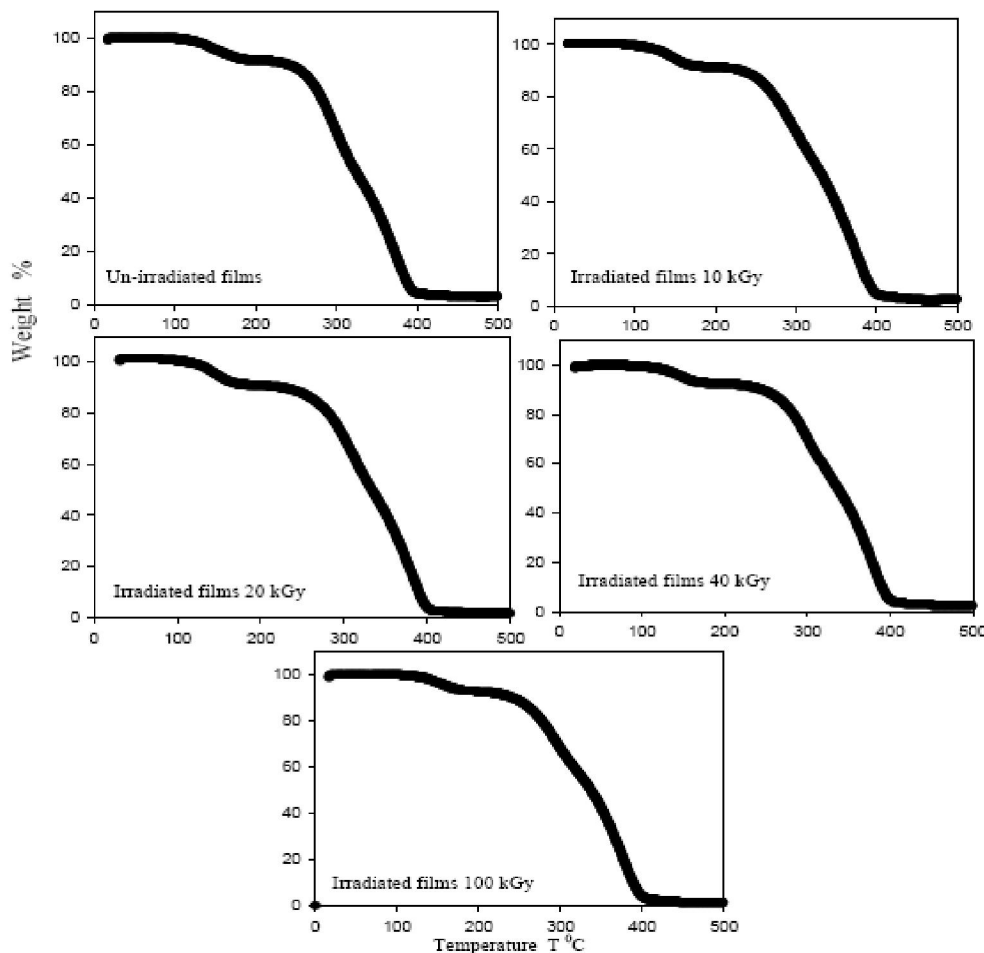 Weight %
100
80
60
40
20
0
0 100 200 300 400 500
Un-irradiated films
100
80
60
40
20
0
0 100 200 300 400 500
Irradiated films 10 kGy
100
80
60
40
20
0
0 100 200 300 400 500
Irradiated films 20 kGy
100
80
60
40
20
0
0 100 200 300 400 500
Irradiated films 40 kGy
100
80
60
40
20
0
0 100 200 300 400 500
Irradiated films 100 kGy
Temperature T ⁰C